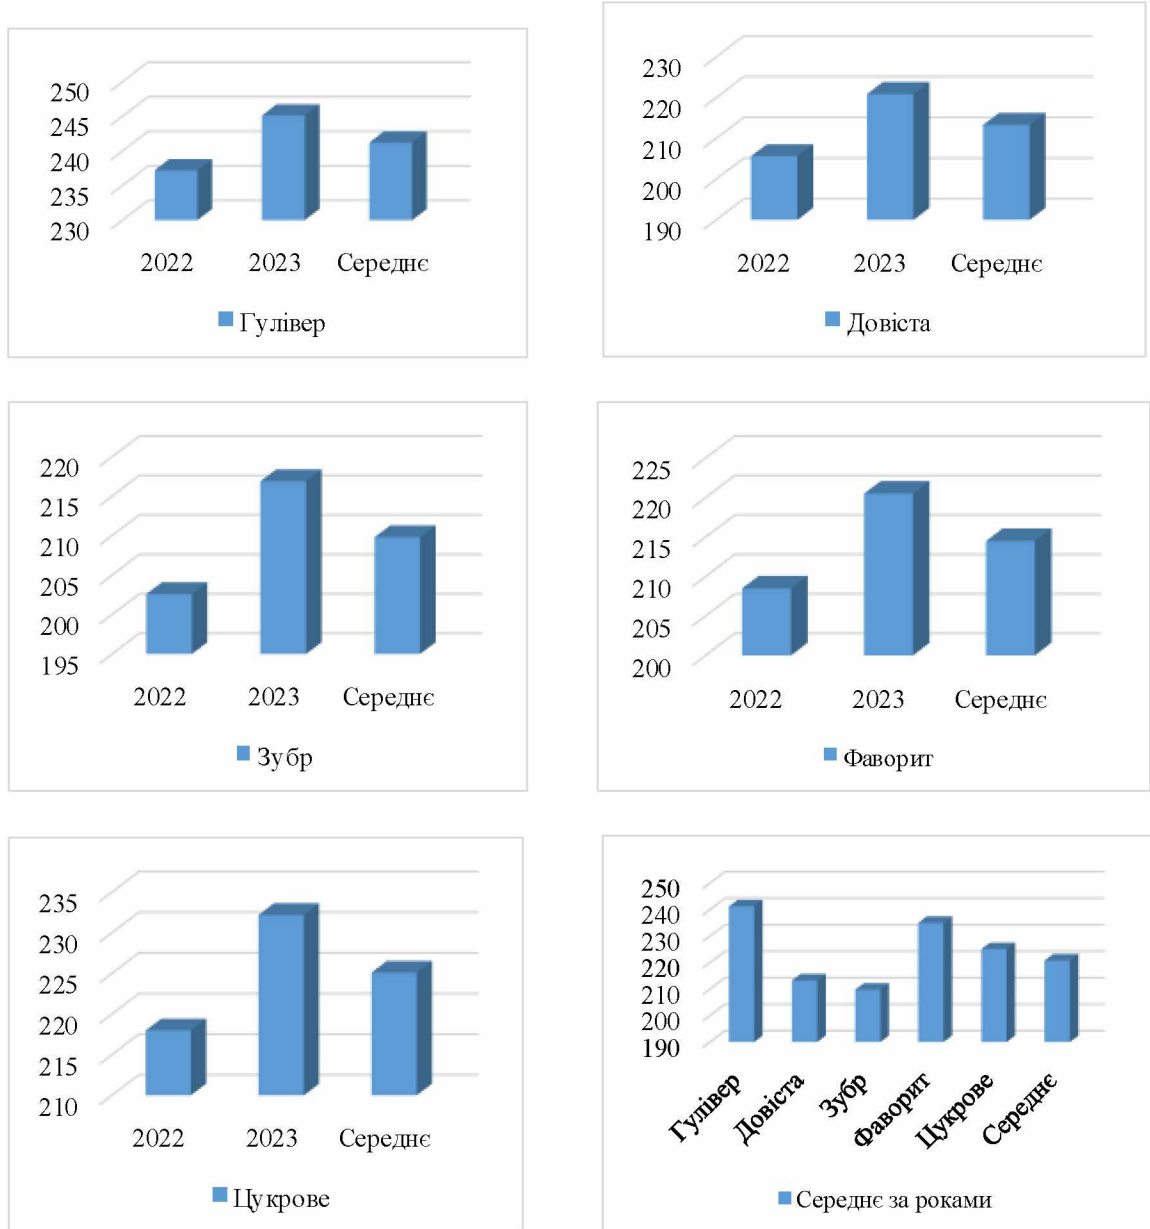 250
245
240
235
230
2022 2023 Середнє
Гулівер
230
220
210
200
190
2022 2023 Середнє
Довіста
220
215
210
205
200
195
2022 2023 Середнє
Зубр
225
220
215
210
205
200
2022 2023 Середнє
Фаворит
235
230
225
220
215
210
2022 2023 Середнє
Цукрове
250
240
230
220
210
200
190
Гулівер Довіста Зубр Фаворит Цукрове Середнє
Середнє за роками